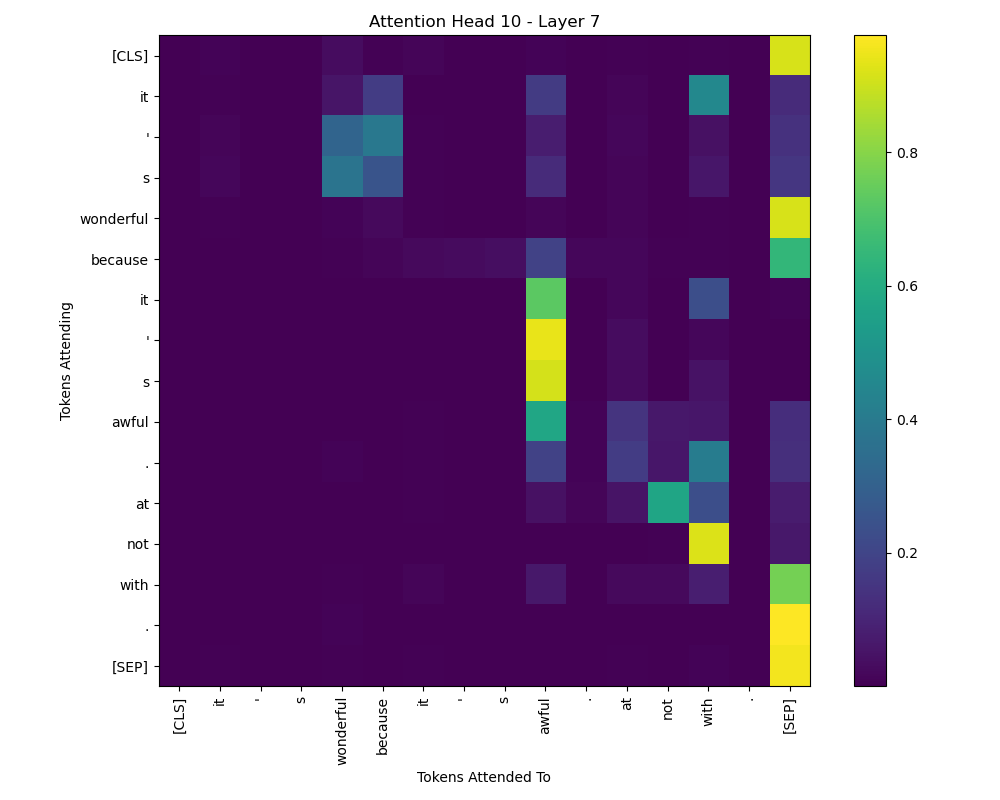 Attention Head 10 - Layer 7
[CLS]
it
'
s
wonderful
because
it
'
s
awful
.
at
not
with
.
[SEP]
Tokens Attending
[CLS]
it
'
s
wonderful
because
it
'
s
awful
.
at
not
with
.
[SEP]
Tokens Attended To
0.8
0.6
0.4
0.2